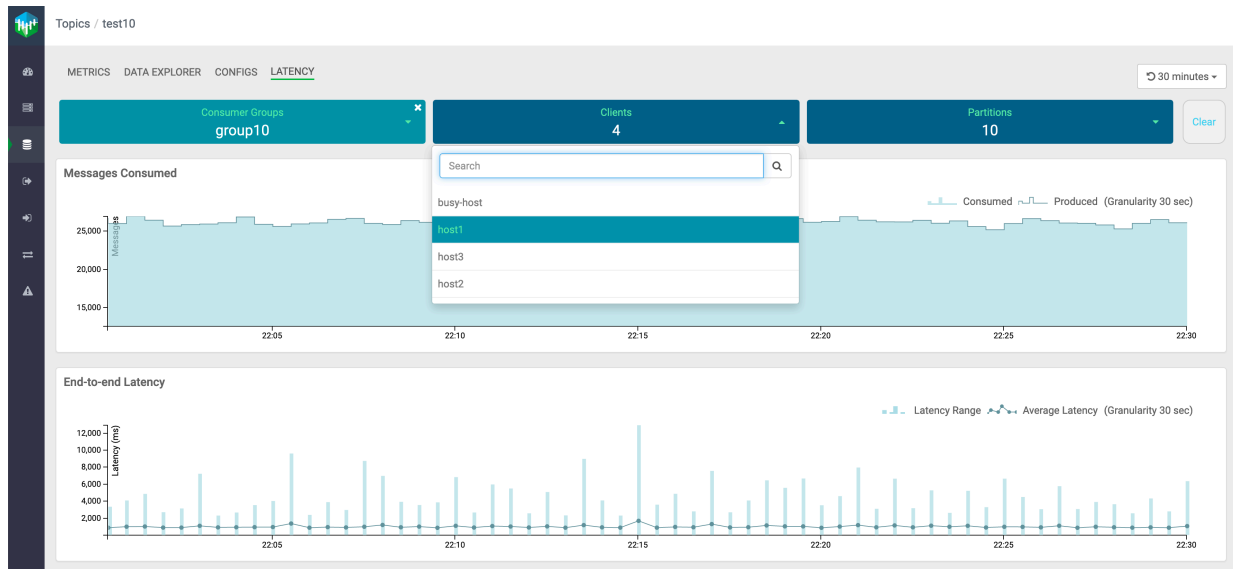 Topics / test10
METRICS DATA EXPLORER CONFIGS LATENCY
30 minutes
Consumer Groups
group10
Clients
4
Partitions
10
Clear
Search
busy-host
host1
host3
host2
Messages Consumed
Consumed Produced (Granularity 30 sec)
Messages
25,000
20,000
15,000
22:05 22:10 22:15 22:20 22:25 22:30
End-to-end Latency
Latency Range Average Latency (Granularity 30 sec)
Latency (ms)
12,000
10,000
8,000
6,000
4,000
2,000
22:05 22:10 22:15 22:20 22:25 22:30